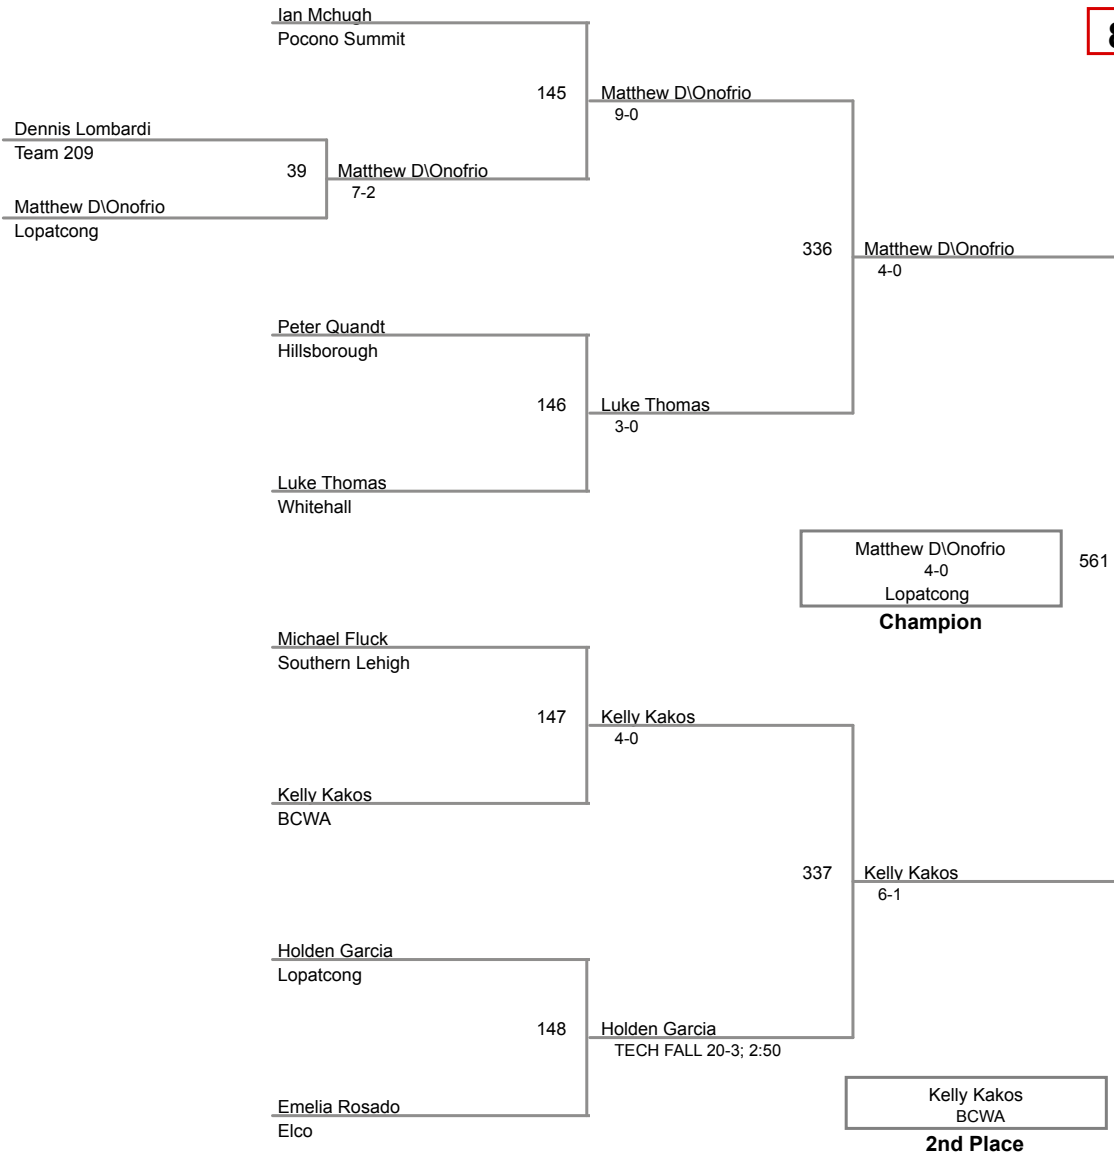 Ian Mchugh
Pocono Summit
8
145
Matthew D\Onofrio
9-0
Dennis Lombardi
Team 209
39
Matthew D\Onofrio
7-2
Matthew D\Onofrio
Lopatcong
336
Matthew D\Onofrio
4-0
Peter Quandt
Hillsborough
146
Luke Thomas
3-0
Luke Thomas
Whitehall
Matthew D\Onofrio
4-0
Lopatcong
561
Champion
Michael Fluck
Southern Lehigh
147
Kelly Kakos
4-0
Kelly Kakos
BCWA
337
Kelly Kakos
6-1
Holden Garcia
Lopatcong
148
Holden Garcia
TECH FALL 20-3; 2:50
Emelia Rosado
Elco
Kelly Kakos
BCWA
2nd Place